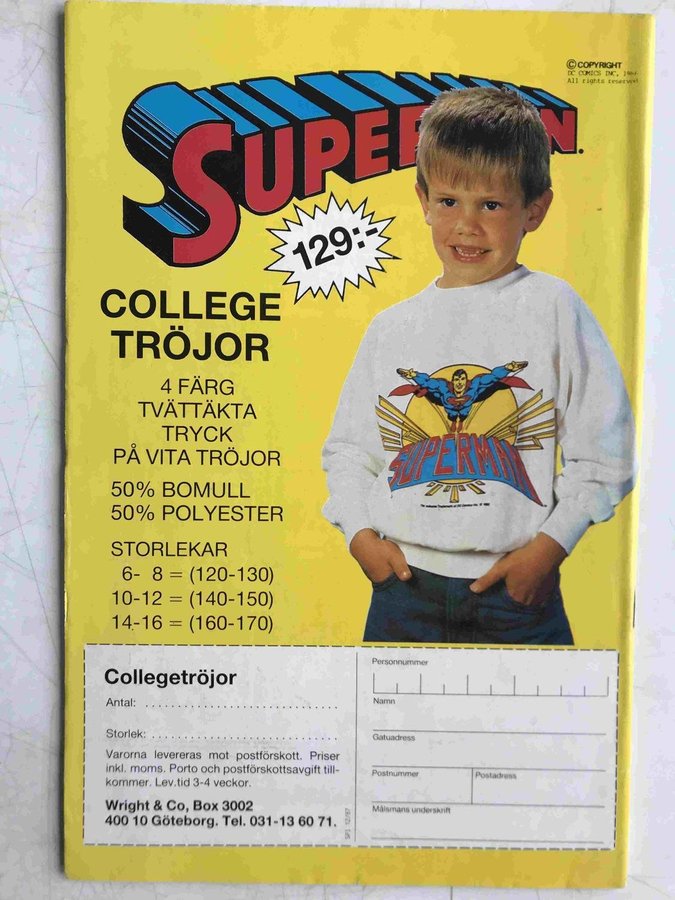 © COPYRIGHT
DC COMICS INC,
All rights reserved
SUPERMAN
129:-
COLLEGE
TRÖJOR
4 FÄRG
TVÄTTÄKTA
TRYCK
PÅ VITA TRÖJOR
50% BOMULL
50% POLYESTER
STORLEKAR
6- 8 = (120-130)
10-12 = (140-150)
14-16 = (160-170)
SUPERMAN
Collegetröjor
Antal:
Storlek:
Varorna levereras mot postförskott. Priser
inkl. moms. Porto och postförskottsavgift till-
kommer. Lev.tid 3-4 veckor.
Wright & Co, Box 3002
400 10 Göteborg. Tel. 031-13 60 71.
SP1 12/87
Personnummer
Namn
Gatuadress
Postnummer
Postadress
Målsmans underskrift